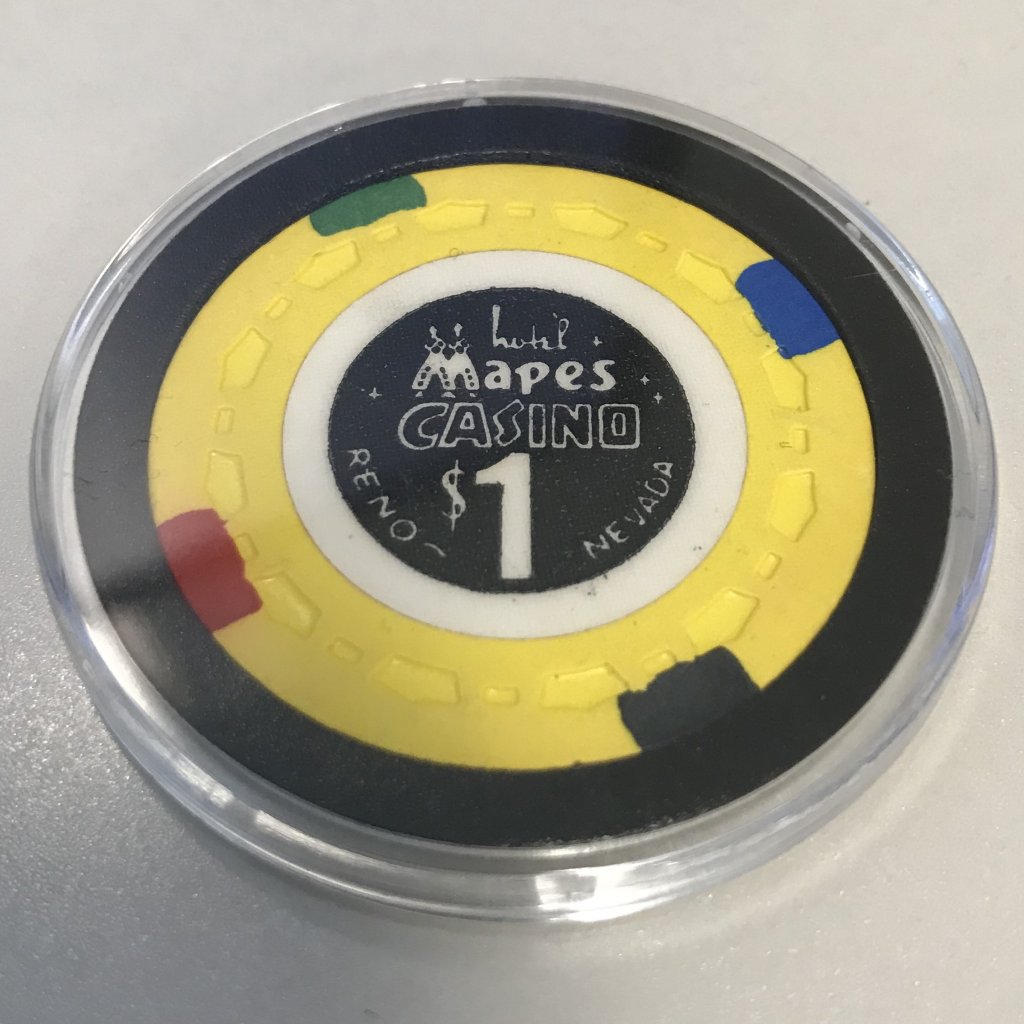 hotel
Mapes
CASINO
$1
RENO
NEVADA